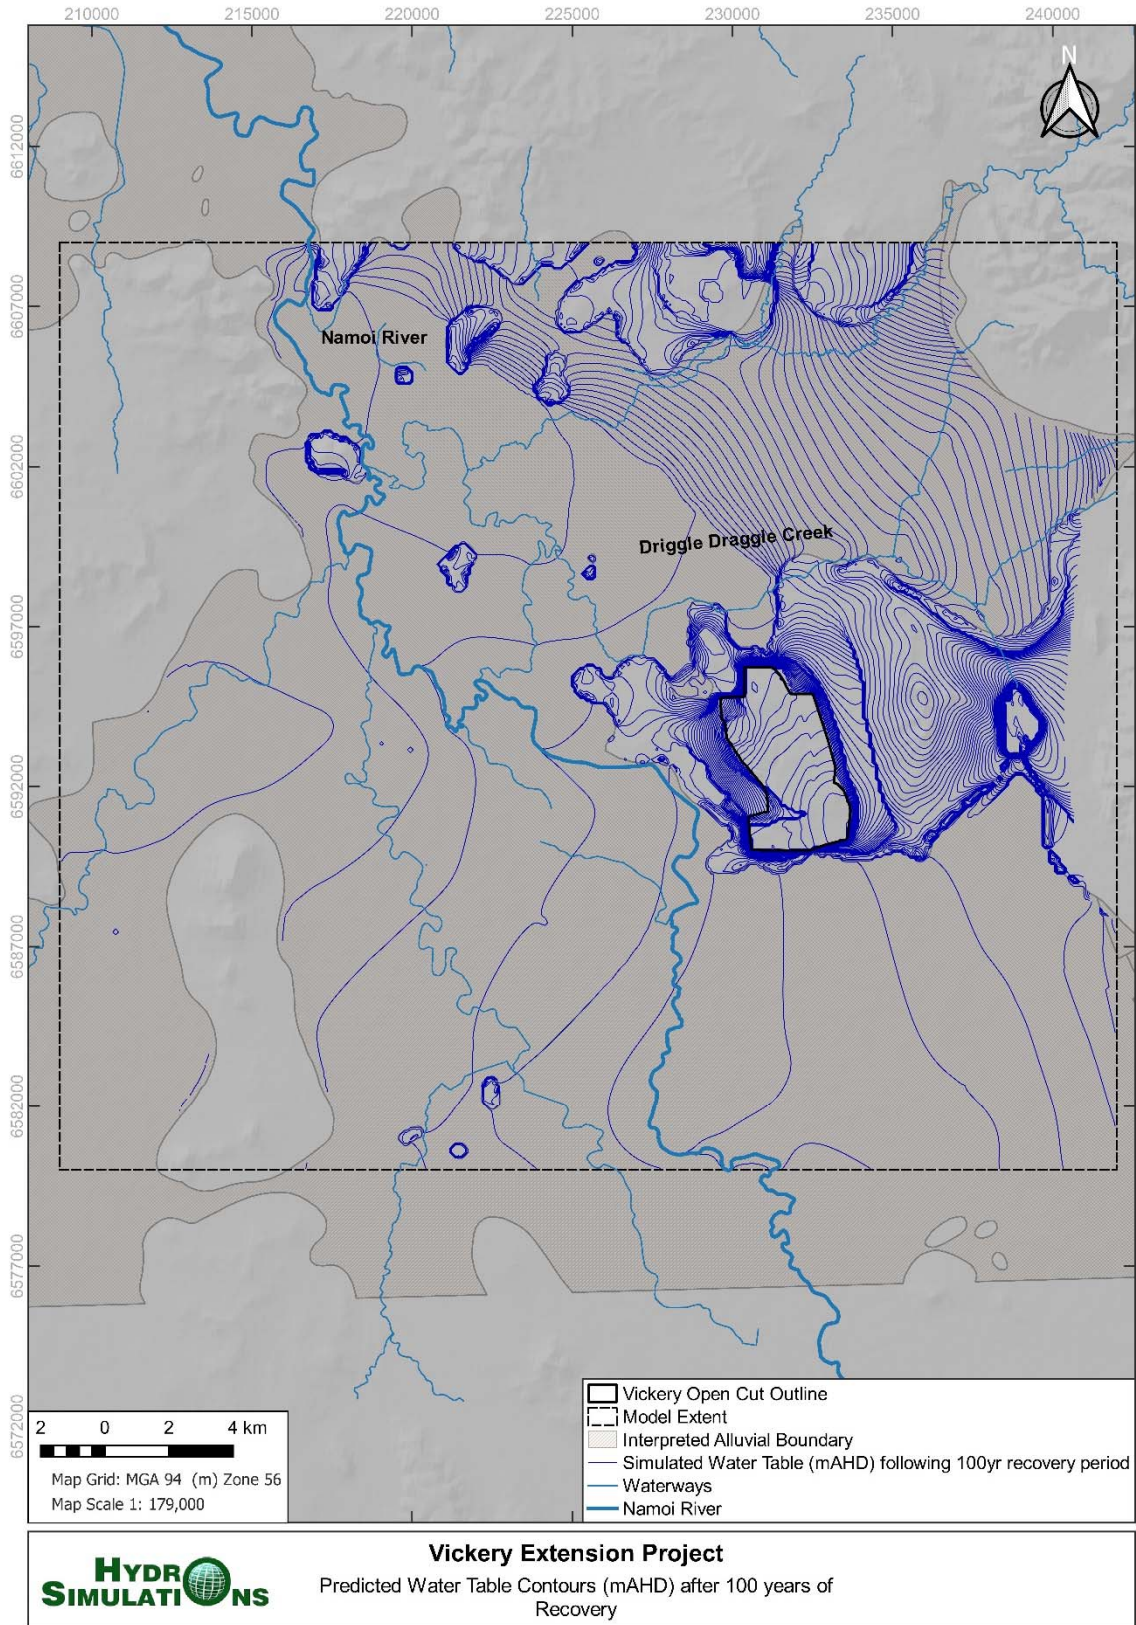 210000 215000 220000 225000 230000 235000 240000
N
6612000
6607000
Namoi River
6602000
Driggle Draggle Creek
6597000
6592000
6587000
6582000
6577000
6572000
Vickery Open Cut Outline
Model Extent
Interpreted Alluvial Boundary
Simulated Water Table (mAHD) following 100yr recovery period
Waterways
Namoi River
2 0 2 4 km
Map Grid: MGA 94 (m) Zone 56
Map Scale 1: 179,000
HYDRO
SIMULATIONS
Vickery Extension Project
Predicted Water Table Contours (mAHD) after 100 years of
Recovery